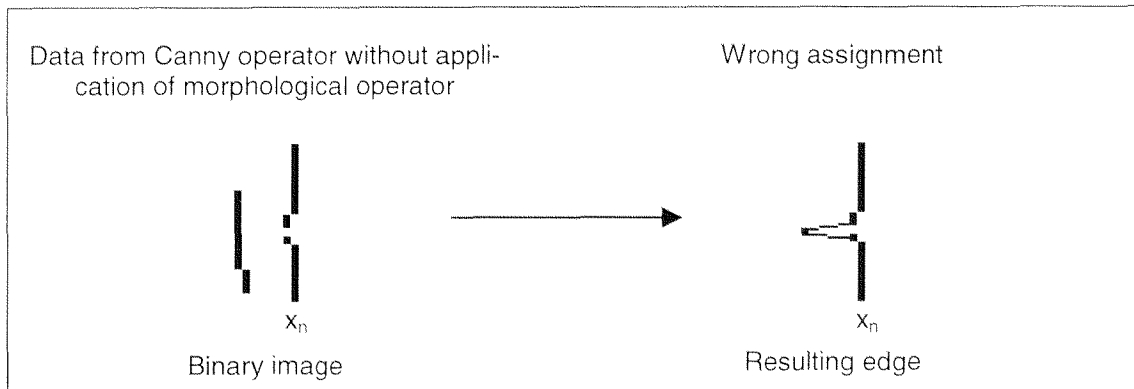 Data from Canny operator without appli-
cation of morphological operator
Wrong assignment
xₙ
xₙ
Binary image
Resulting edge